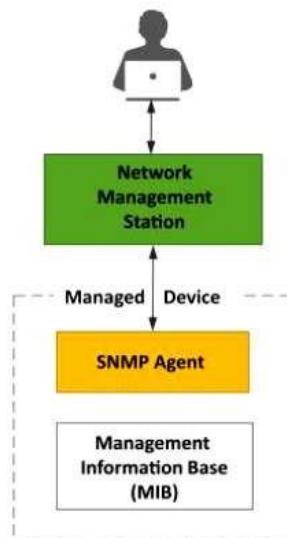 Network
Management
Station
Managed Device
SNMP Agent
Management
Information Base
(MIB)